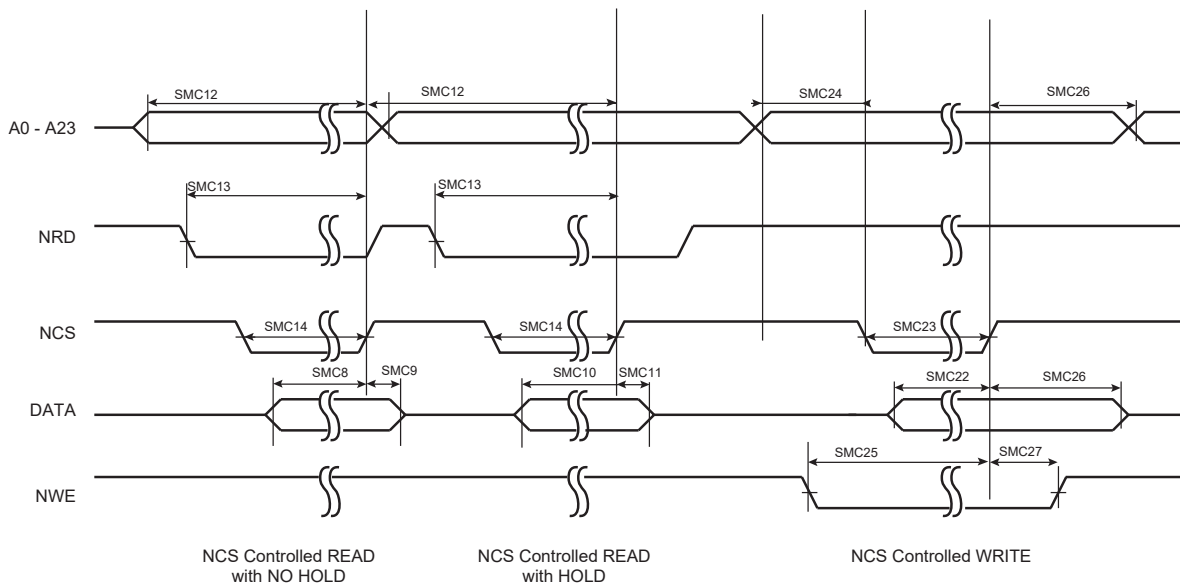 SMC12
SMC12
SMC24
SMC26
A0 - A23
SMC13
SMC13
NRD
NCS
SMC14
SMC14
SMC23
SMC8
SMC9
SMC10
SMC11
SMC22
SMC26
DATA
SMC25
SMC27
NWE
NCS Controlled READ
with NO HOLD
NCS Controlled READ
with HOLD
NCS Controlled WRITE